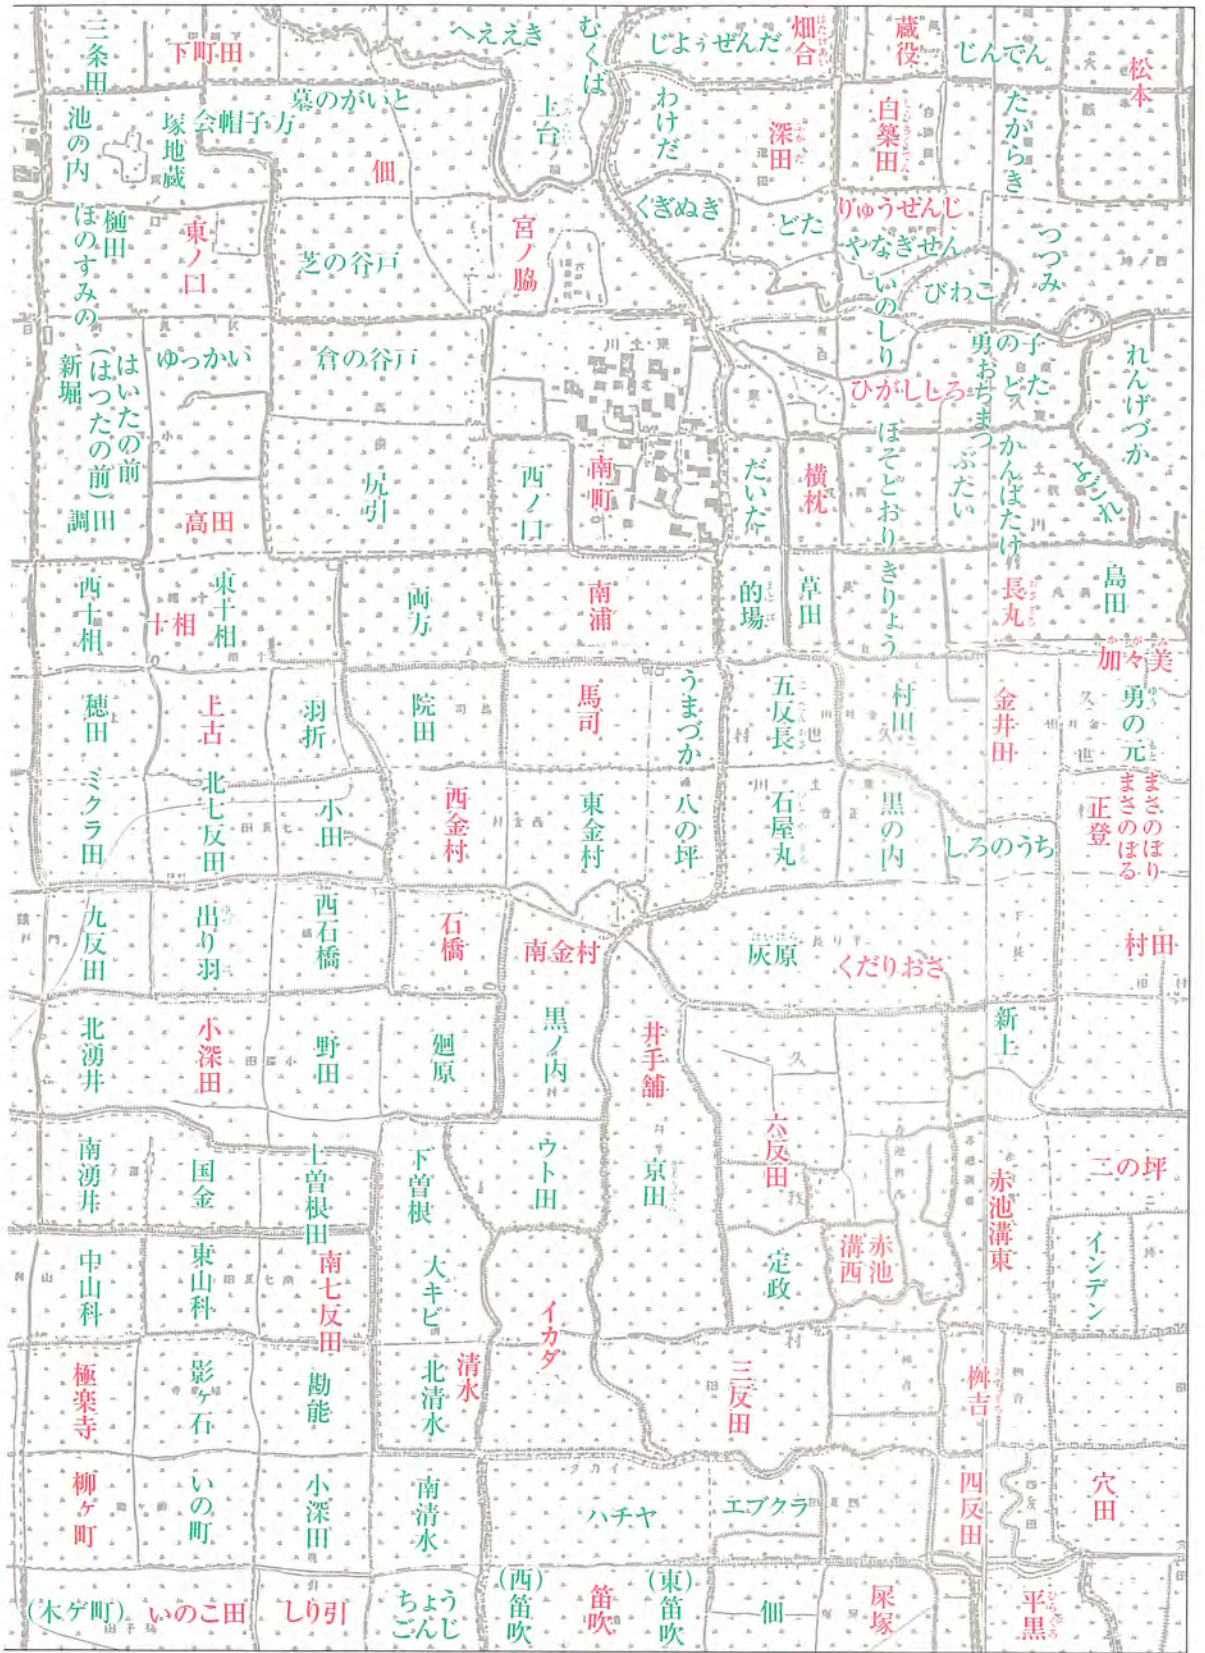 三条田
下町田
へええき
むくば
じょうぜんだ
畑合
蔵役
じんでん
松本
池の内
塚地蔵
会帽子方
墓のがいと
佃
上台
わけだ
深田
白築田
たからき
樋田
ほのすみの
東ノ口
芝の谷戸
宮ノ脇
くぎぬき
どた
りゅうぜんじ
やなぎせん
いのしり
びわこ
つつみ
新堀
はいたの前
(はつたの前)
ゆっかい
倉の谷戸
東土川
ひがししろ
勇の子
勇おちまつ
どた
れんげづか
調田
高田
尻引
西ノ口
南町
だいた
横枕
ほそどおり
ぶたい
かんばたけ
よごれ
西十相
十相
東十相
両方
南浦
的場
草田
きりょう
長丸
島田
加々美
かがみ
穂田
上古
羽折
院田
馬司
うまづか
五反長
村田
金井田
勇の元
ミクラ田
北七反田
小田
西金村
東金村
八の坪
石屋丸
黒の内
しろのうち
正登
まさのぼる
まさのぼり
九反田
出り羽
西石橋
石橋
南金村
灰原
くだりおさ
村田
北湧井
小深田
野田
廻原
黒ノ内
井手舗
新上
南湧井
国金
上曽根田
下曽根
ウト田
京田
六反田
赤池溝東
二の坪
中山科
東山科
南七反田
大キビ
イカダ
定政
赤池
溝西
インデン
極楽寺
影ヶ石
勘能
北清水
清水
三反田
桝吉
柳ヶ町
いの町
小深田
南清水
ハチヤ
エブクラ
四反田
穴田
(木ゲ町)
いのこ田
しり引
ちょう
ごんじ
(西)
笛吹
笛吹
(東)
笛吹
佃
屎塚
平黒